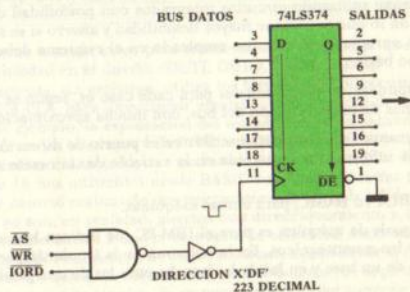 BUS DATOS
74LS374
SALIDAS
3 D Q 2
4 5
7 6
8 9
13 12
14 15
17 16
18 19
11 CK DE 1
AS
WR
IORD
DIRECCION X'DF'
223 DECIMAL